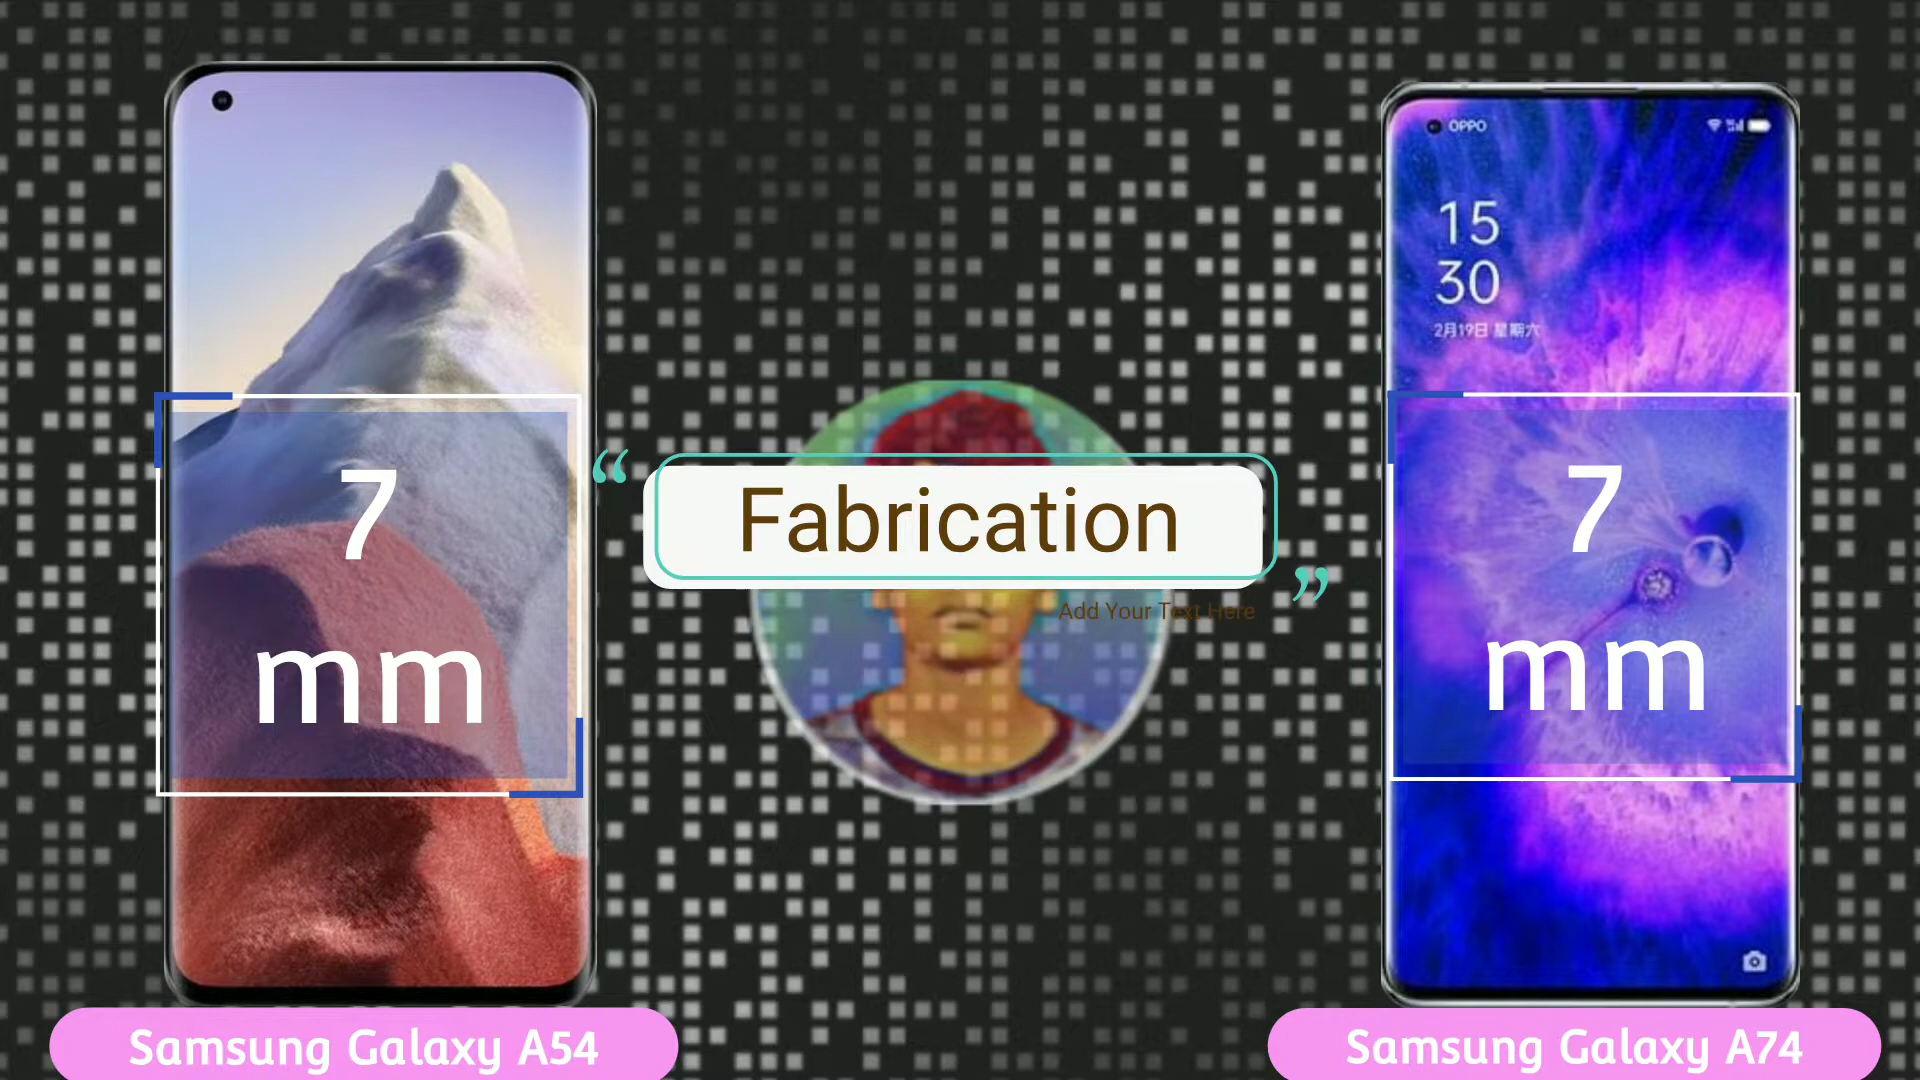 OPPO
15
30
2月19日 星期六
7
mm
“
Fabrication
”
Add Your Text Here
7
mm
Samsung Galaxy A54
Samsung Galaxy A74